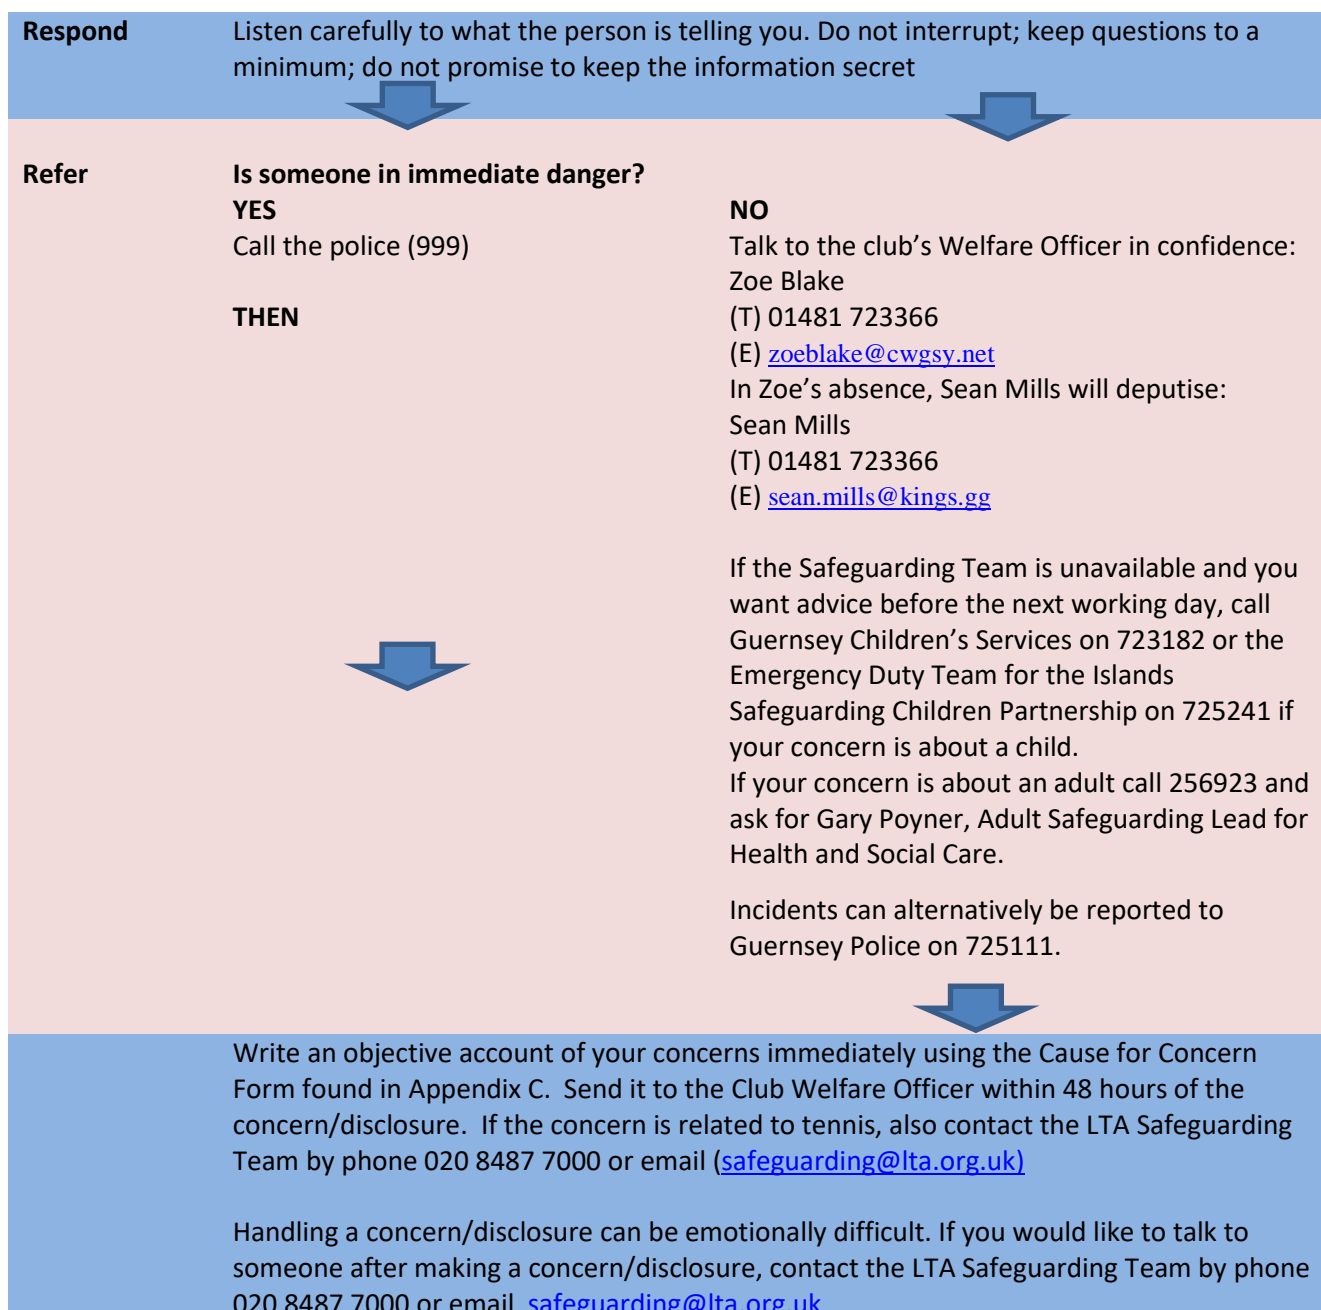 Respond
Listen carefully to what the person is telling you. Do not interrupt; keep questions to a
minimum; do not promise to keep the information secret
Refer
Is someone in immediate danger?
YES
Call the police (999)
THEN
NO
Talk to the club’s Welfare Officer in confidence:
Zoe Blake
(T) 01481 723366
(E) zoeblake@cwgsy.net
In Zoe’s absence, Sean Mills will deputise:
Sean Mills
(T) 01481 723366
(E) sean.mills@kings.gg
If the Safeguarding Team is unavailable and you
want advice before the next working day, call
Guernsey Children’s Services on 723182 or the
Emergency Duty Team for the Islands
Safeguarding Children Partnership on 725241 if
your concern is about a child.
If your concern is about an adult call 256923 and
ask for Gary Poyner, Adult Safeguarding Lead for
Health and Social Care.
Incidents can alternatively be reported to
Guernsey Police on 725111.
Write an objective account of your concerns immediately using the Cause for Concern
Form found in Appendix C.  Send it to the Club Welfare Officer within 48 hours of the
concern/disclosure.  If the concern is related to tennis, also contact the LTA Safeguarding
Team by phone 020 8487 7000 or email (safeguarding@lta.org.uk)
Handling a concern/disclosure can be emotionally difficult. If you would like to talk to
someone after making a concern/disclosure, contact the LTA Safeguarding Team by phone
020 8487 7000 or email  safeguarding@lta.org.uk